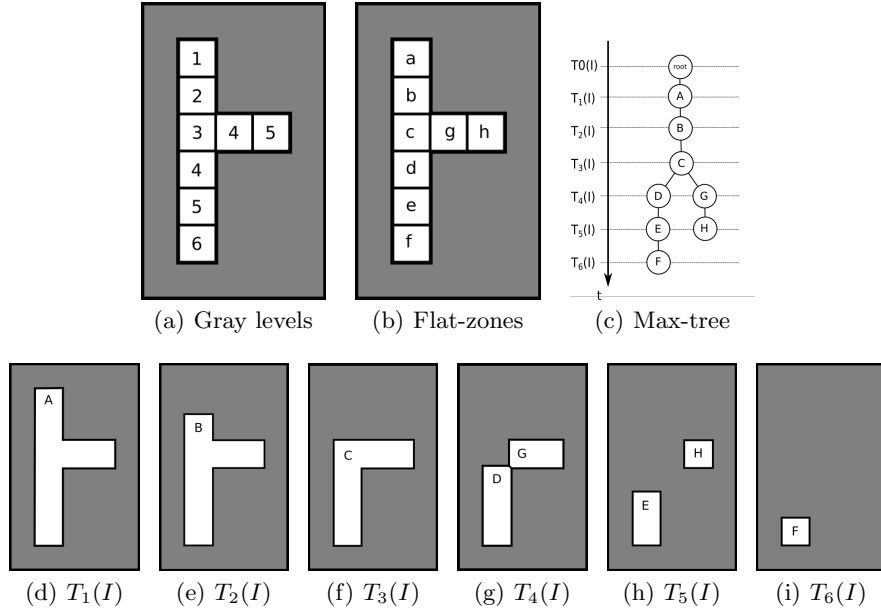 1
2
3 4 5
4
5
6
(a) Gray levels
a
b
c g h
d
e
f
(b) Flat-zones
T0(I) root
T1(I) A
T2(I) B
T3(I) C
T4(I) D G
T5(I) E H
T6(I) F
t
(c) Max-tree
A
(d) T1(I)
B
(e) T2(I)
C
(f) T3(I)
G
D
(g) T4(I)
H
E
(h) T5(I)
F
(i) T6(I)